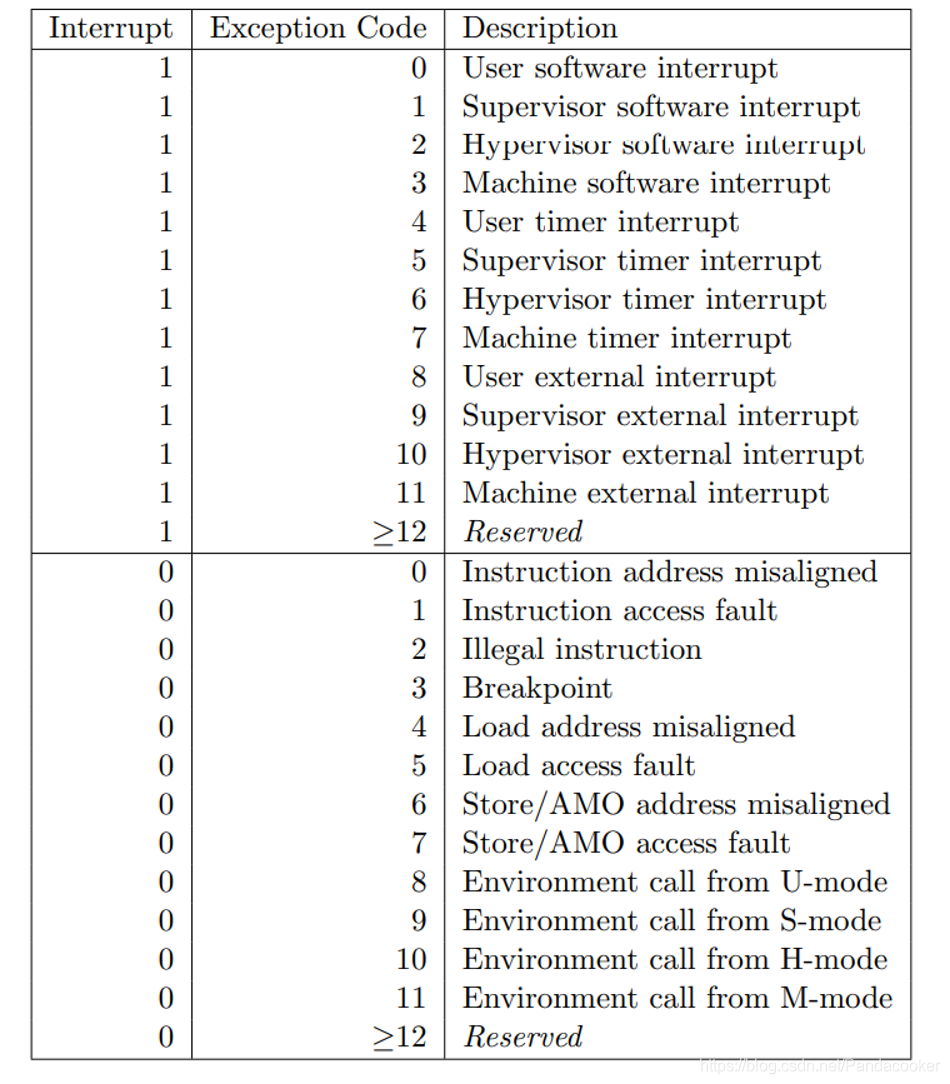 Interrupt Exception Code Description
1 0 User software interrupt
1 1 Supervisor software interrupt
1 2 Hypervisor software interrupt
1 3 Machine software interrupt
1 4 User timer interrupt
1 5 Supervisor timer interrupt
1 6 Hypervisor timer interrupt
1 7 Machine timer interrupt
1 8 User external interrupt
1 9 Supervisor external interrupt
1 10 Hypervisor external interrupt
1 11 Machine external interrupt
1 ≥12 Reserved
0 0 Instruction address misaligned
0 1 Instruction access fault
0 2 Illegal instruction
0 3 Breakpoint
0 4 Load address misaligned
0 5 Load access fault
0 6 Store/AMO address misaligned
0 7 Store/AMO access fault
0 8 Environment call from U-mode
0 9 Environment call from S-mode
0 10 Environment call from H-mode
0 11 Environment call from M-mode
0 ≥12 Reserved
https://blog.csdn.net/Pandacooker